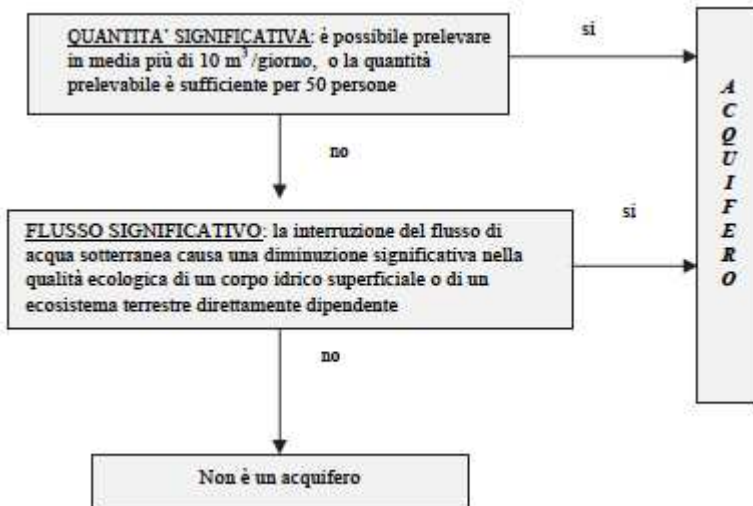 QUANTITA' SIGNIFICATIVA: è possibile prelevare
in media più di 10 m³/giorno, o la quantità
prelevabile è sufficiente per 50 persone
si
no
FLUSSO SIGNIFICATIVO: la interruzione del flusso di
acqua sotterranea causa una diminuzione significativa nella
qualità ecologica di un corpo idrico superficiale o di un
ecosistema terrestre direttamente dipendente
si
no
Non è un acquifero
A
C
Q
U
I
F
E
R
O